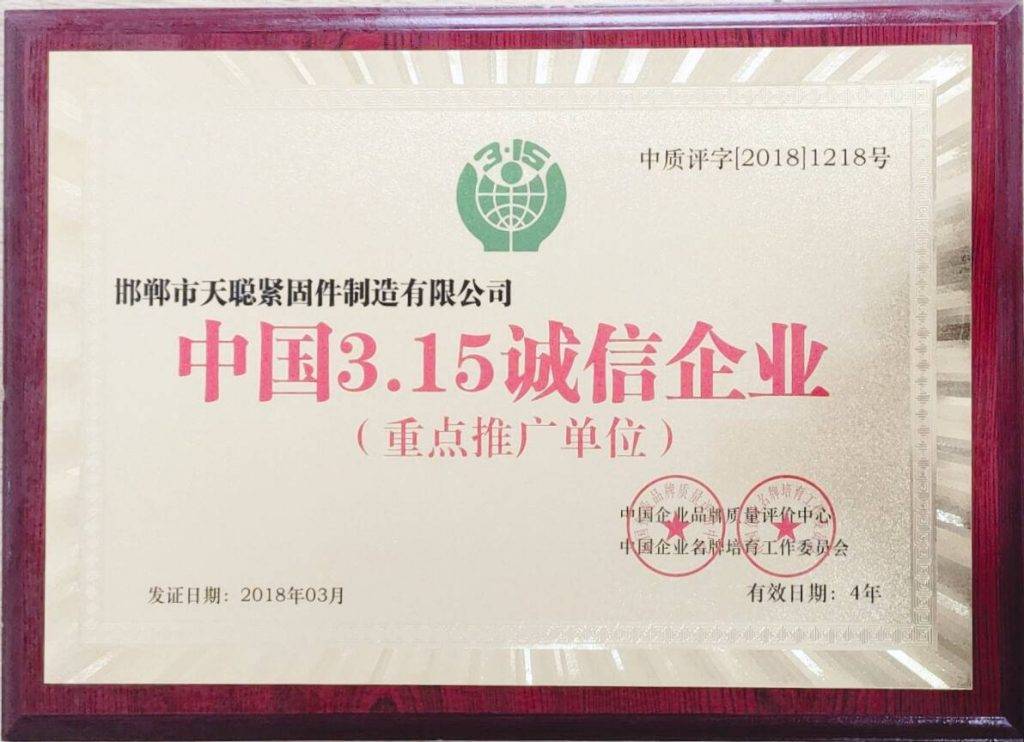 3·15
中质评字[2018]1218号
邯郸市天聪紧固件制造有限公司
中国3.15诚信企业
（重点推广单位）
中国企业品牌质量评价中心
中国企业名牌培育工作委员会
发证日期：2018年03月
有效日期：4年